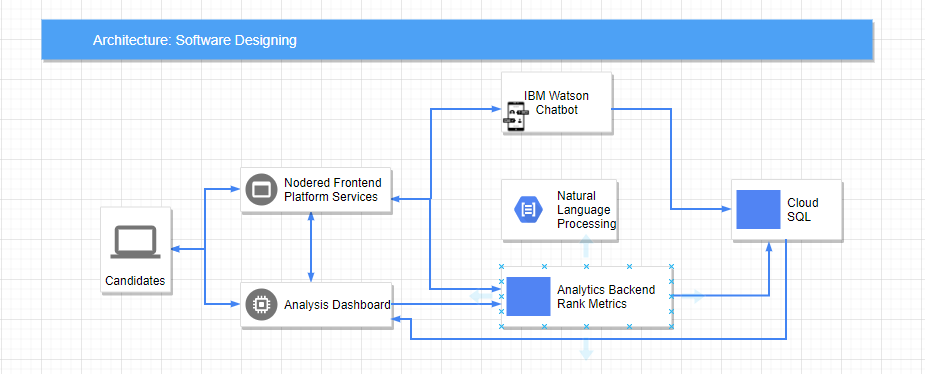 Architecture: Software Designing
IBM Watson
Chatbot
Nodered Frontend
Platform Services
Natural
Language
Processing
Cloud
SQL
Candidates
Analysis Dashboard
Analytics Backend
Rank Metrics